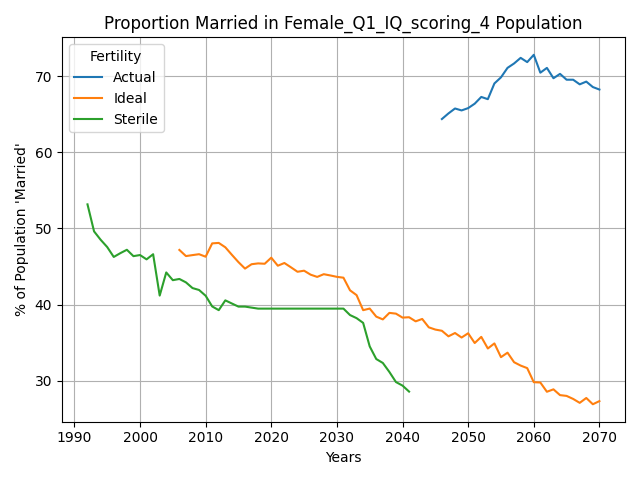 Proportion Married in Female_Q1_IQ_scoring_4 Population
Fertility
Actual
Ideal
Sterile
% of Population 'Married'
70
60
50
40
30
1990
2000
2010
2020
2030
2040
2050
2060
2070
Years